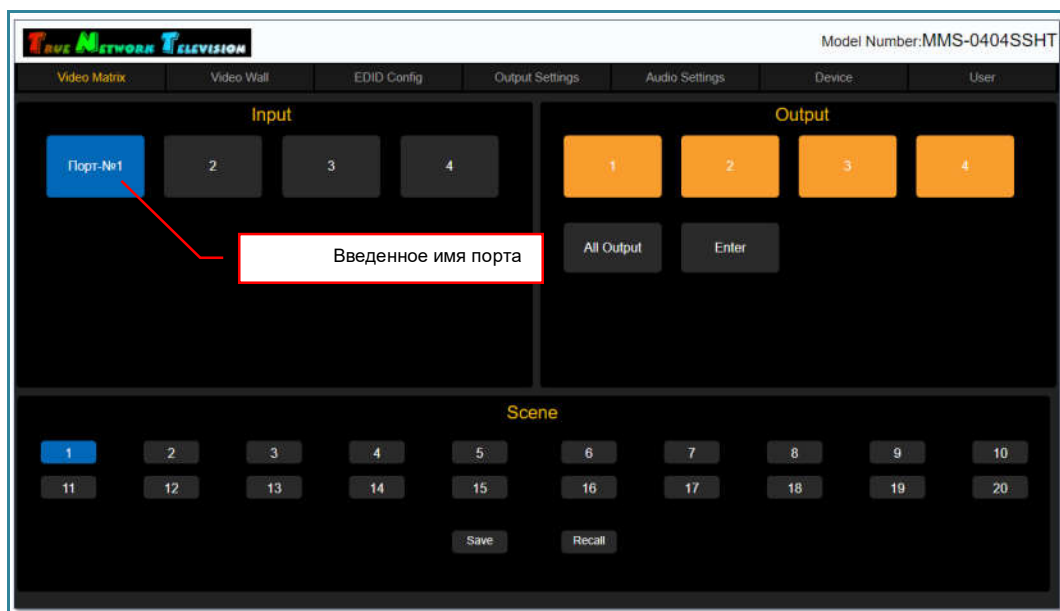 TRUE NETWORK TELEVISION
Model Number:MMS-0404SSHT
Video Matrix Video Wall EDID Config Output Settings Audio Settings Device User
Input
Output
Порт-№1 2 3 4
1 2 3 4
Введенное имя порта
All Output Enter
Scene
1 2 3 4 5 6 7 8 9 10
11 12 13 14 15 16 17 18 19 20
Save Recall